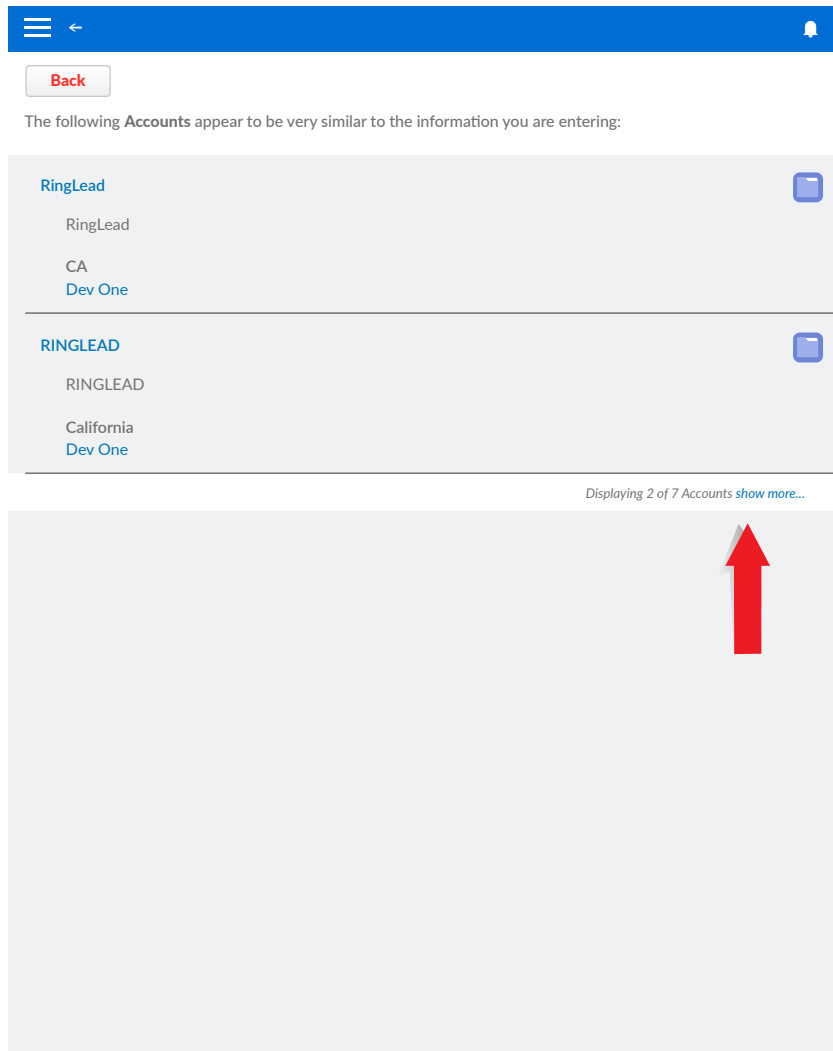 Back
The following Accounts appear to be very similar to the information you are entering:
RingLead
RingLead
CA
Dev One
RINGLEAD
RINGLEAD
California
Dev One
Displaying 2 of 7 Accounts show more...